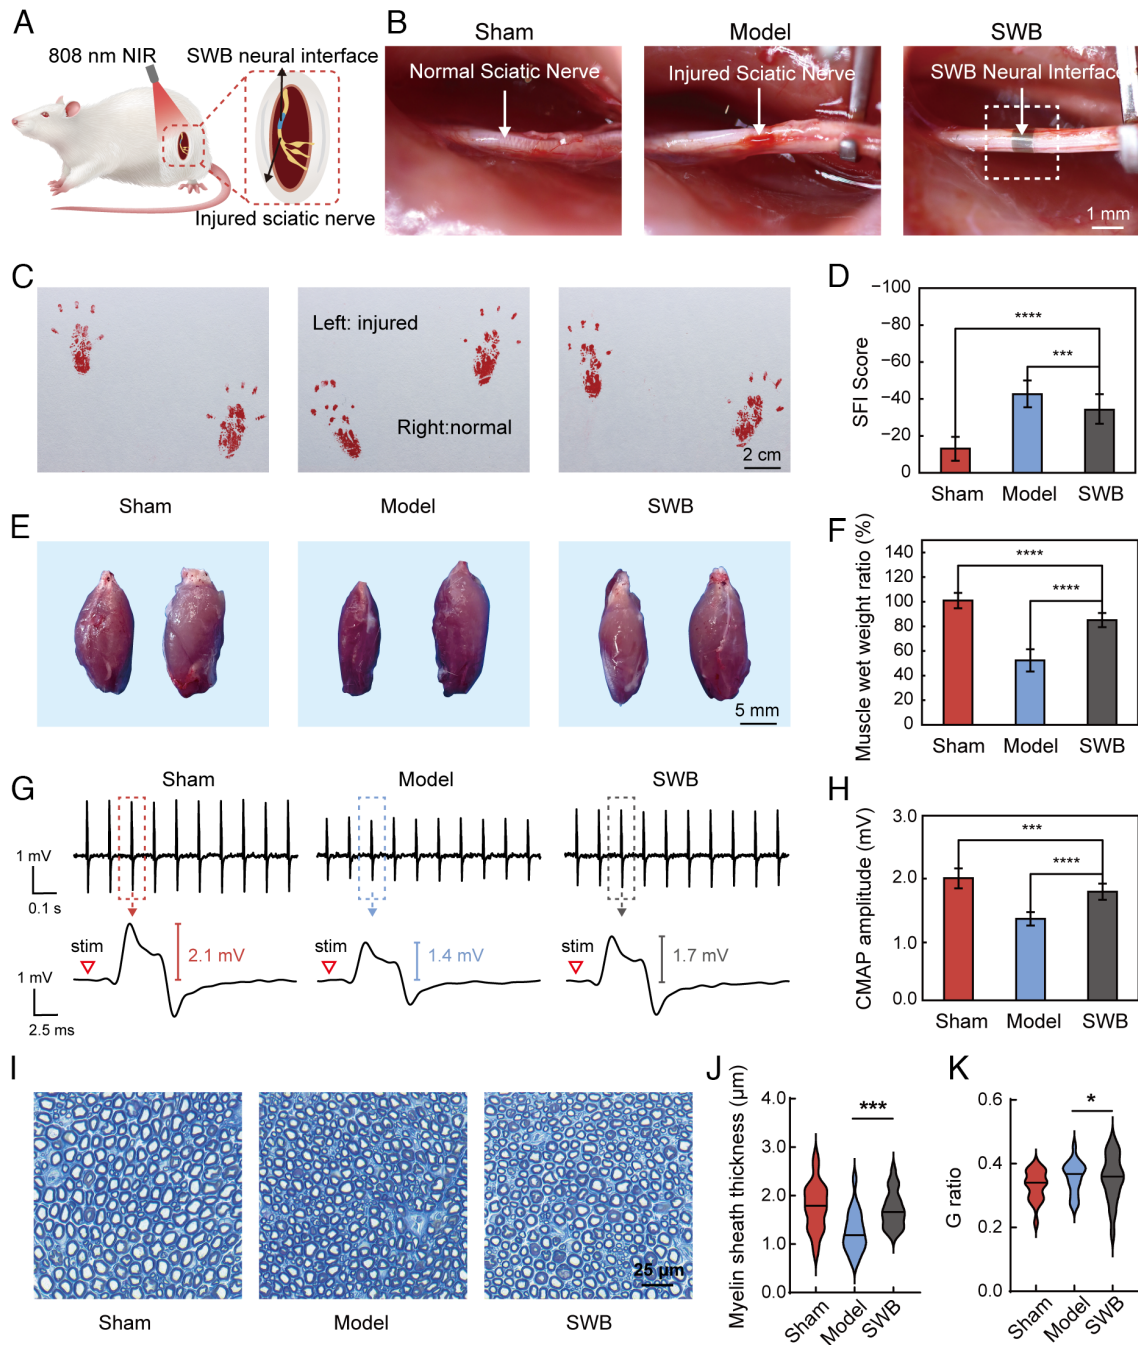 A
808 nm NIR
SWB neural interface
Injured sciatic nerve
B
Sham
Model
SWB
Normal Sciatic Nerve
Injured Sciatic Nerve
SWB Neural Interface
1 mm
C
Left: injured
Right:normal
2 cm
Sham
Model
SWB
D
SFI Score
−100
−80
−60
−40
−20
0
****
***
Sham
Model
SWB
E
5 mm
F
Muscle wet weight ratio (%)
140
120
100
80
60
40
20
0
****
****
Sham
Model
SWB
G
Sham
Model
SWB
1 mV
0.1 s
stim
2.1 mV
stim
1.4 mV
stim
1.7 mV
1 mV
2.5 ms
H
CMAP amplitude (mV)
3.0
2.0
1.0
0.0
***
****
Sham
Model
SWB
I
25 μm
Sham
Model
SWB
J
Myelin sheath thickness (μm)
4.0
3.0
2.0
1.0
0.0
***
Sham
Model
SWB
K
G ratio
0.6
0.4
0.2
0.0
*
Sham
Model
SWB